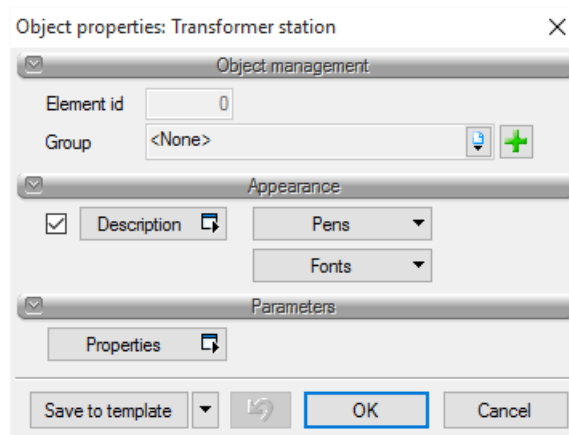 Object properties: Transformer station
Object management
Element id 0
Group <None>
Appearance
Description Pens
Fonts
Parameters
Properties
Save to template OK Cancel